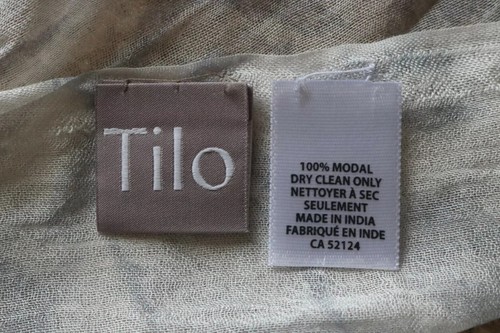 Tilo
100% MODAL
DRY CLEAN ONLY
NETTOYER À SEC
SEULEMENT
MADE IN INDIA
FABRIQUÉ EN INDE
CA 52124